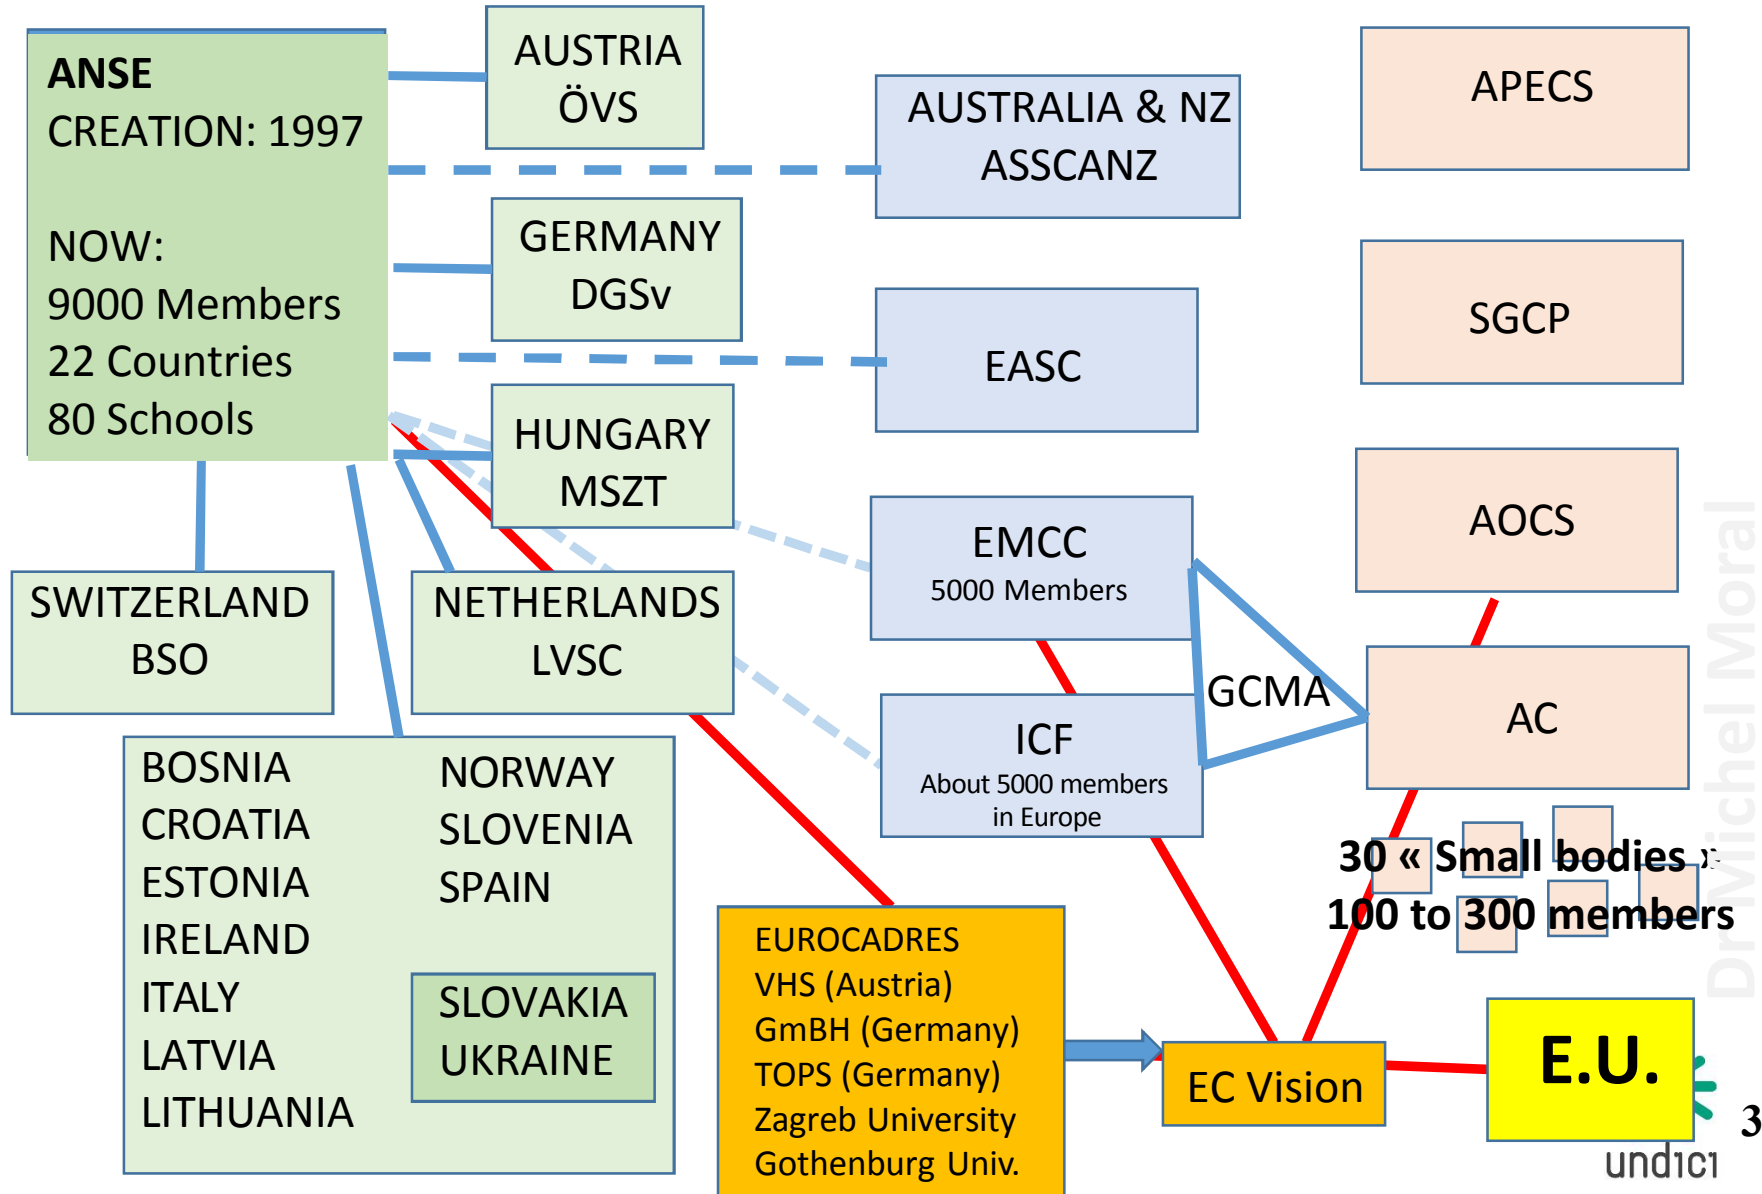 ANSE
CREATION: 1997
NOW:
9000 Members
22 Countries
80 Schools
AUSTRIA
ÖVS
GERMANY
DGSv
HUNGARY
MSZT
SWITZERLAND
BSO
NETHERLANDS
LVSC
BOSNIA
CROATIA
ESTONIA
IRELAND
ITALY
LATVIA
LITHUANIA
NORWAY
SLOVENIA
SPAIN
SLOVAKIA
UKRAINE
AUSTRALIA & NZ
ASSCANZ
EASC
EMCC
5000 Members
ICF
About 5000 members
in Europe
GCMA
APECS
SGCP
AOCS
AC
30 « Small bodies »
100 to 300 members
EUROCADRES
VHS (Austria)
GmBH (Germany)
TOPS (Germany)
Zagreb University
Gothenburg Univ.
EC Vision
E.U.
Dr Michel Moral
undici
3